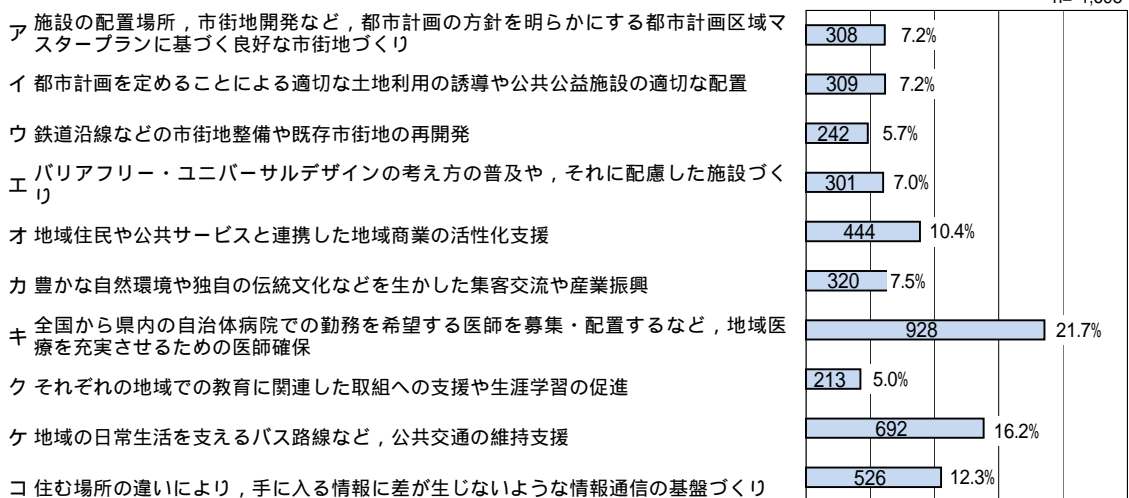 ア 施設の配置場所，市街地開発など，都市計画の方針を明らかにする都市計画区域マ
スタープランに基づく良好な市街地づくり
308 7.2%
イ 都市計画を定めることによる適切な土地利用の誘導や公共公益施設の適切な配置
309 7.2%
ウ 鉄道沿線などの市街地整備や既存市街地の再開発
242 5.7%
エ バリアフリー・ユニバーサルデザインの考え方の普及や，それに配慮した施設づく
り
301 7.0%
オ 地域住民や公共サービスと連携した地域商業の活性化支援
444 10.4%
カ 豊かな自然環境や独自の伝統文化などを生かした集客交流や産業振興
320 7.5%
キ 全国から県内の自治体病院での勤務を希望する医師を募集・配置するなど，地域医
療を充実させるための医師確保
928 21.7%
ク それぞれの地域での教育に関連した取組への支援や生涯学習の促進
213 5.0%
ケ 地域の日常生活を支えるバス路線など，公共交通の維持支援
692 16.2%
コ 住む場所の違いにより，手に入る情報に差が生じないような情報通信の基盤づくり
526 12.3%